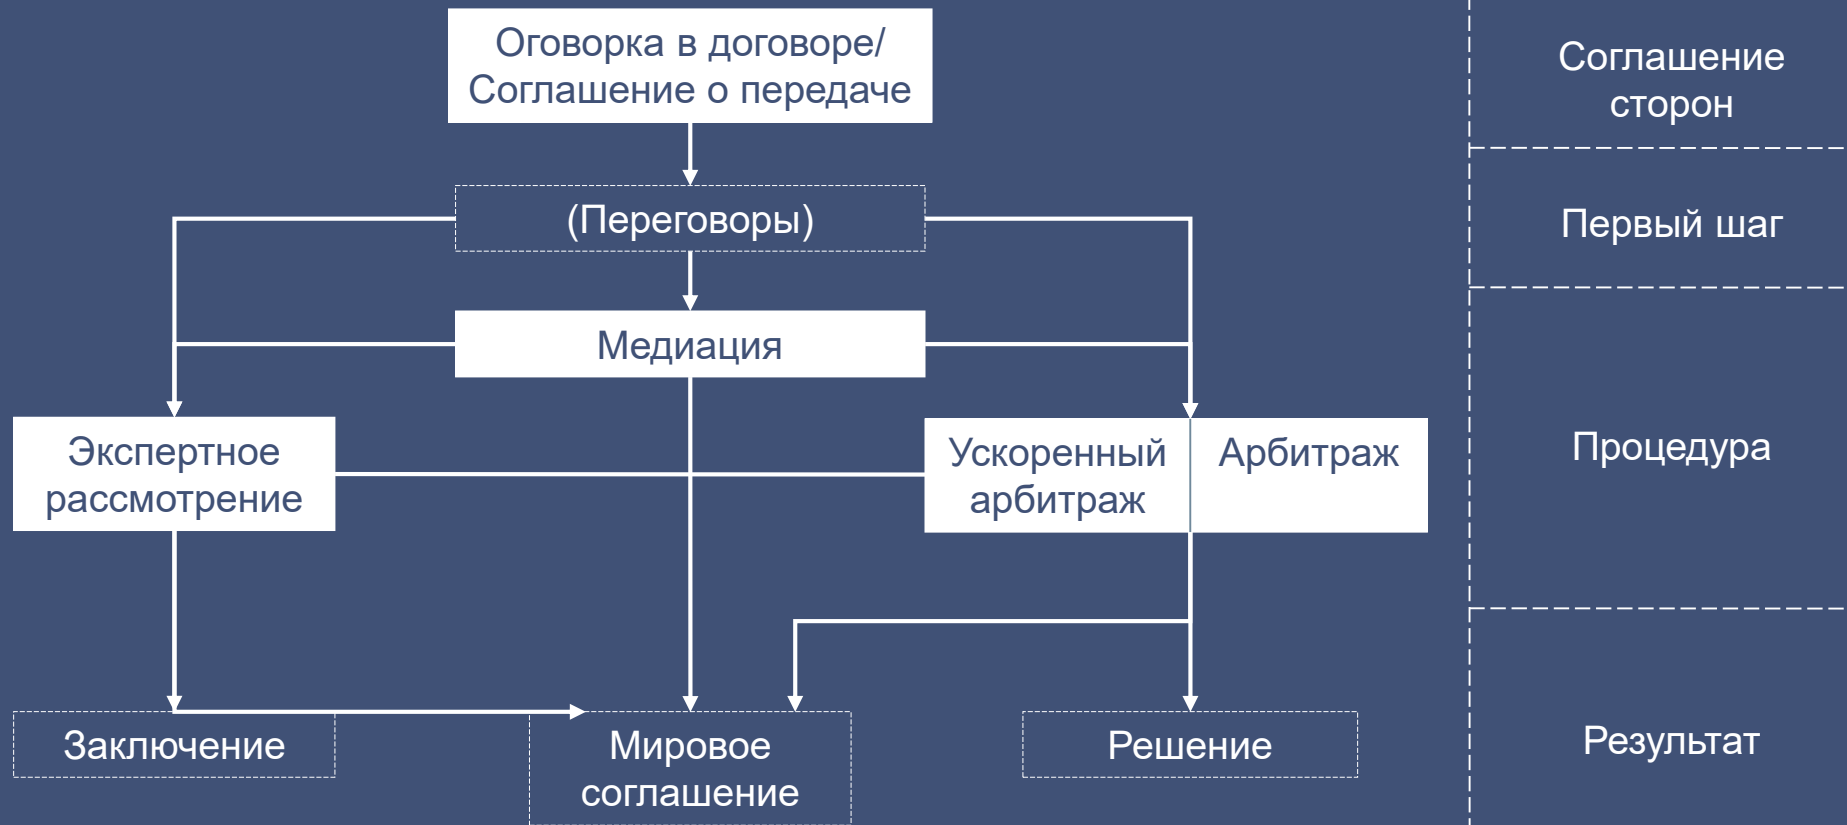 Оговорка в договоре/
Соглашение о передаче
Соглашение
сторон
(Переговоры)
Первый шаг
Медиация
Экспертное
рассмотрение
Ускоренный
арбитраж
Арбитраж
Процедура
Заключение
Мировое
соглашение
Решение
Результат